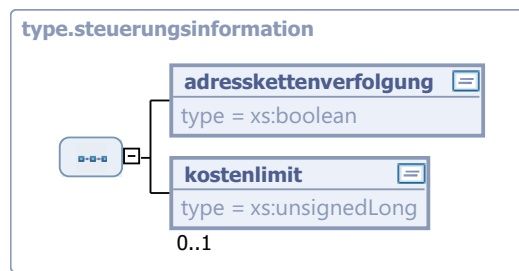 type.steuerungsinformation
adresskettenverfolgung
type = xs:boolean
kostenlimit
type = xs:unsignedLong
0..1